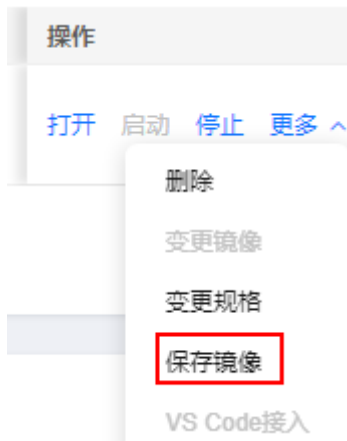 操作
打开 启动 停止 更多
删除
变更镜像
变更规格
保存镜像
VS Code接入